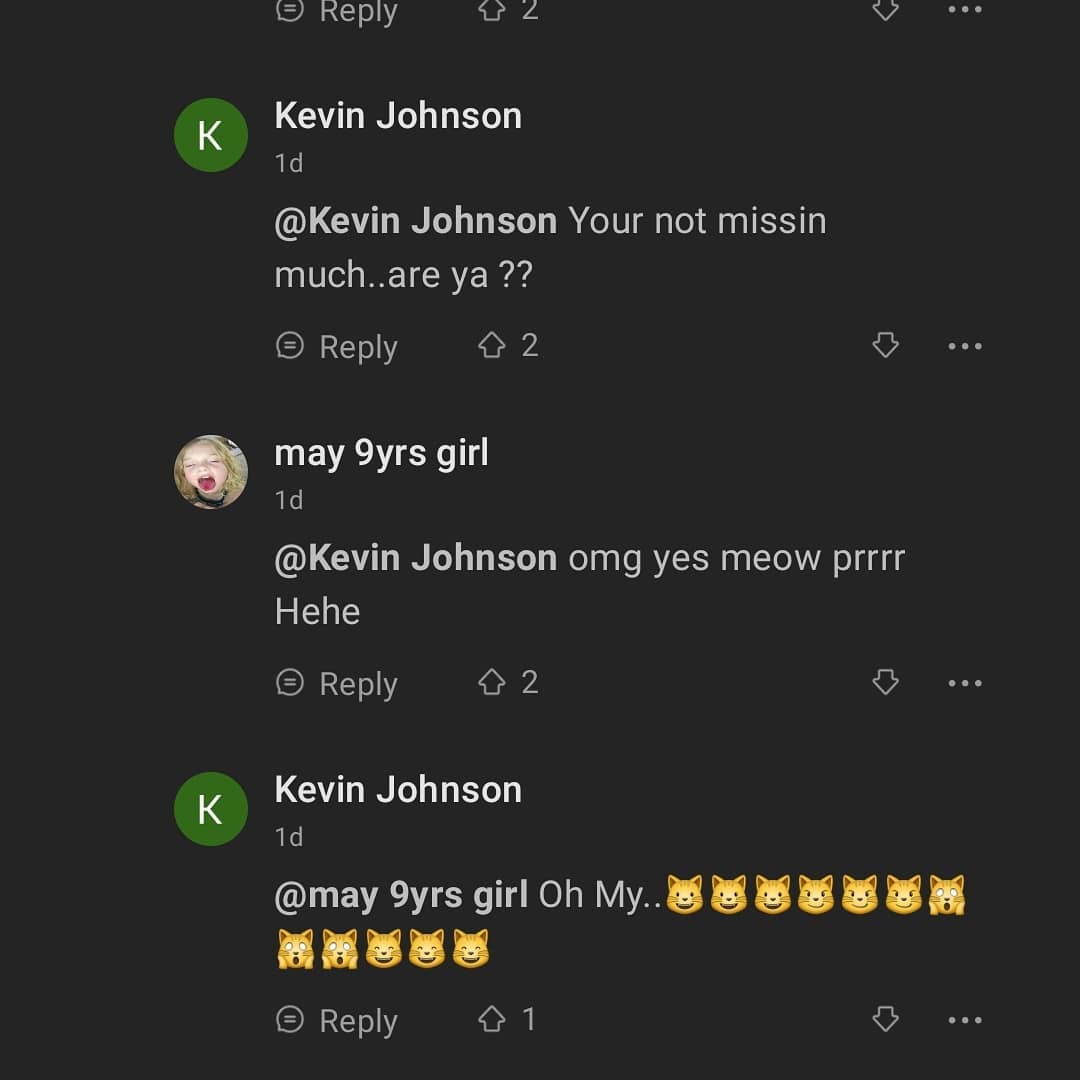 Reply 2
Kevin Johnson
1d
@Kevin Johnson Your not missin
much..are ya ??
Reply 2
may 9yrs girl
1d
@Kevin Johnson omg yes meow prrrr
Hehe
Reply 2
K
Kevin Johnson
1d
@may 9yrs girl Oh My..😺😺😺😼😼😼🙀
🙀🙀😸😸😸
Reply 1